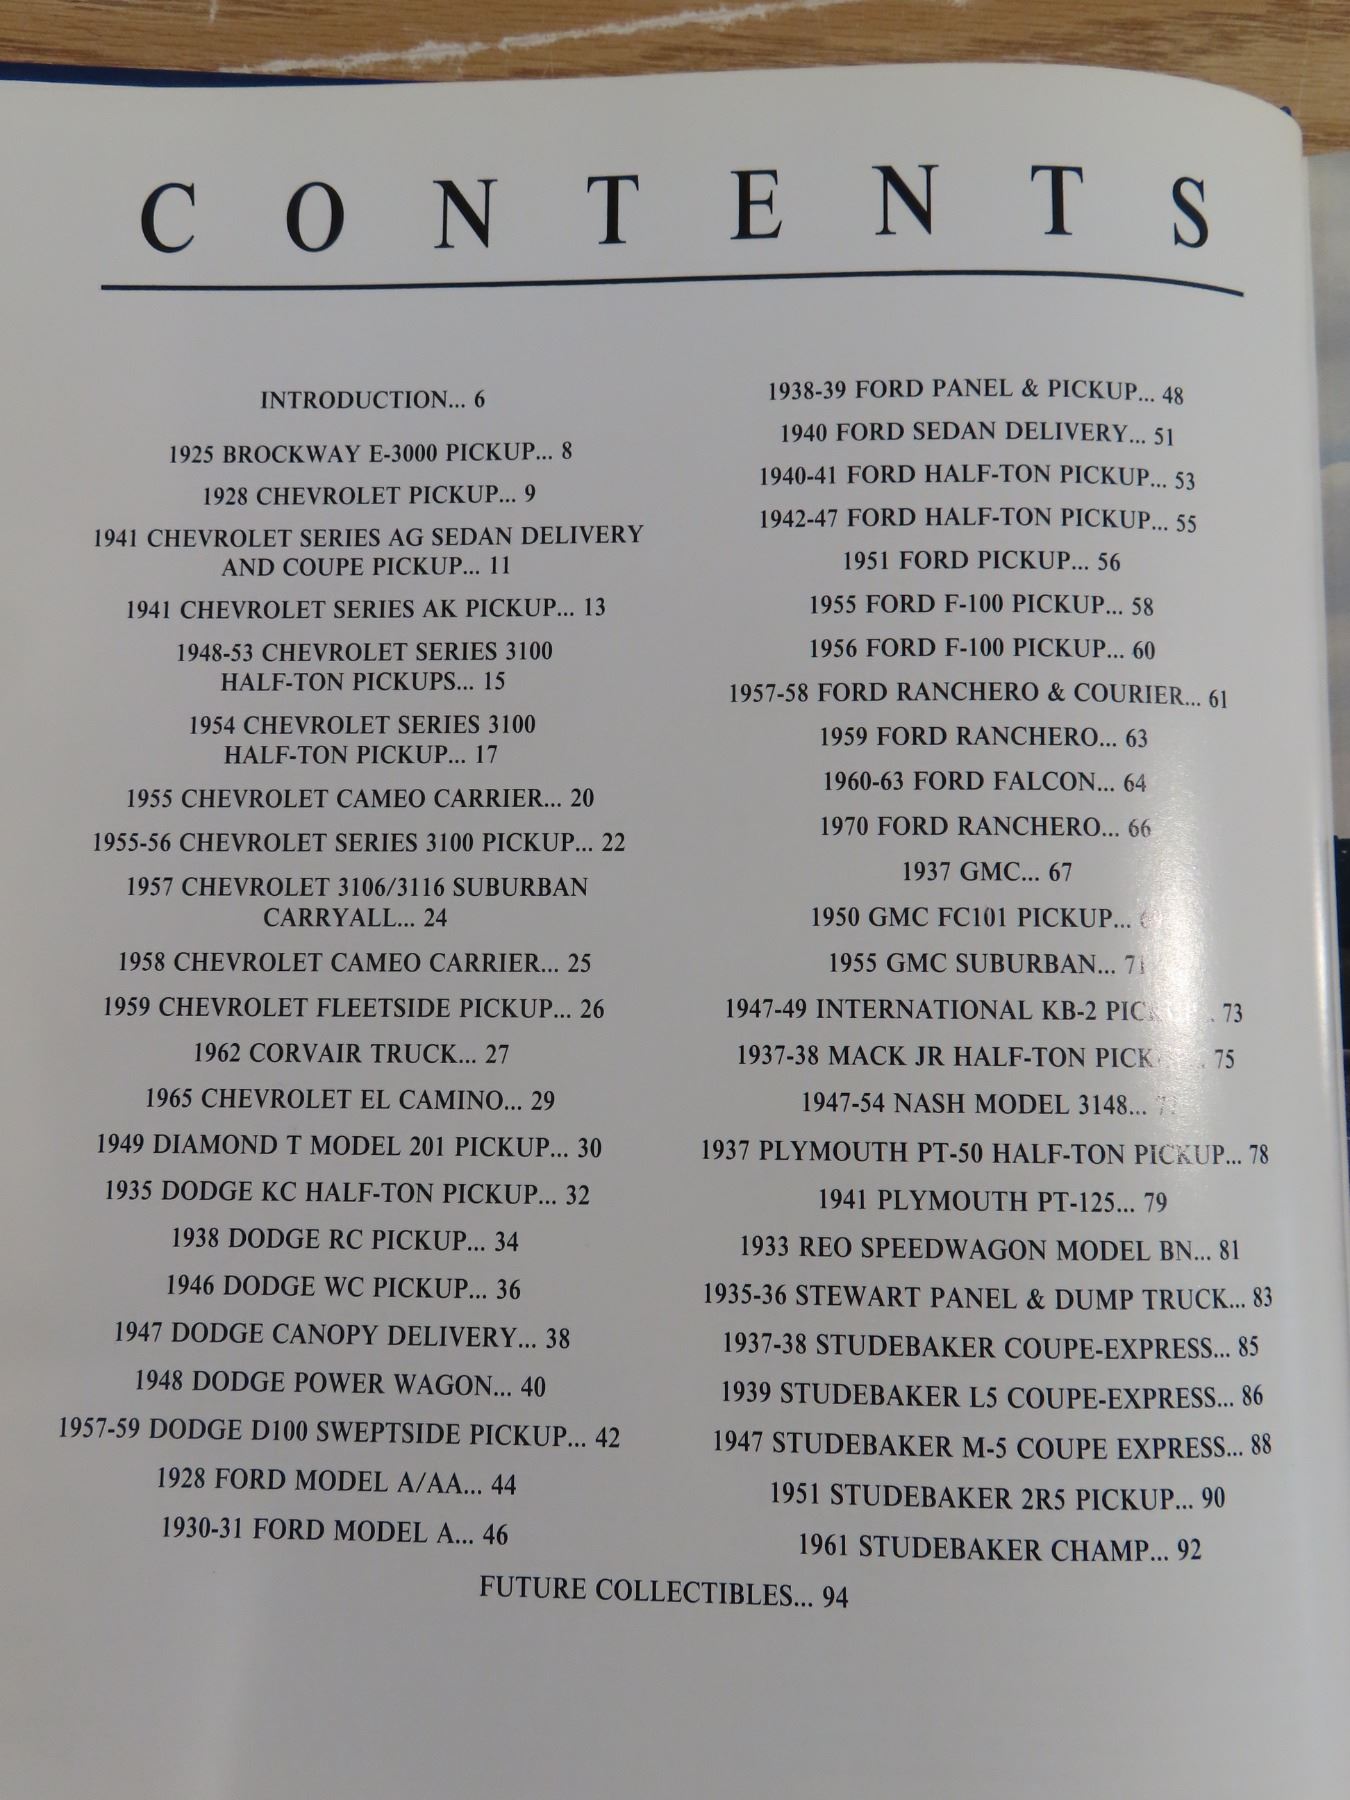 CONTENTS
INTRODUCTION... 6
1925 BROCKWAY E-3000 PICKUP... 8
1928 CHEVROLET PICKUP... 9
1941 CHEVROLET SERIES AG SEDAN DELIVERY
AND COUPE PICKUP... 11
1941 CHEVROLET SERIES AK PICKUP... 13
1948-53 CHEVROLET SERIES 3100
HALF-TON PICKUPS... 15
1954 CHEVROLET SERIES 3100
HALF-TON PICKUP... 17
1955 CHEVROLET CAMEO CARRIER... 20
1955-56 CHEVROLET SERIES 3100 PICKUP... 22
1957 CHEVROLET 3106/3116 SUBURBAN
CARRYALL... 24
1958 CHEVROLET CAMEO CARRIER... 25
1959 CHEVROLET FLEETSIDE PICKUP... 26
1962 CORVAIR TRUCK... 27
1965 CHEVROLET EL CAMINO... 29
1949 DIAMOND T MODEL 201 PICKUP... 30
1935 DODGE KC HALF-TON PICKUP... 32
1938 DODGE RC PICKUP... 34
1946 DODGE WC PICKUP... 36
1947 DODGE CANOPY DELIVERY... 38
1948 DODGE POWER WAGON... 40
1957-59 DODGE D100 SWEPTSIDE PICKUP... 42
1928 FORD MODEL A/AA... 44
1930-31 FORD MODEL A... 46
1938-39 FORD PANEL & PICKUP... 48
1940 FORD SEDAN DELIVERY... 51
1940-41 FORD HALF-TON PICKUP... 53
1942-47 FORD HALF-TON PICKUP... 55
1951 FORD PICKUP... 56
1955 FORD F-100 PICKUP... 58
1956 FORD F-100 PICKUP... 60
1957-58 FORD RANCHERO & COURIER... 61
1959 FORD RANCHERO... 63
1960-63 FORD FALCON... 64
1970 FORD RANCHERO... 66
1937 GMC... 67
1950 GMC FC101 PICKUP...
1955 GMC SUBURBAN... 71
1947-49 INTERNATIONAL KB-2 73
1937-38 MACK JR HALF-TON 75
1947-54 NASH MODEL 3148...
1937 PLYMOUTH PT-50 HALF-TON PICKUP... 78
1941 PLYMOUTH PT-125... 79
1933 REO SPEEDWAGON MODEL BN... 81
1935-36 STEWART PANEL & DUMP TRUCK... 83
1937-38 STUDEBAKER COUPE-EXPRESS... 85
1939 STUDEBAKER L5 COUPE-EXPRESS... 86
1947 STUDEBAKER M-5 COUPE EXPRESS... 88
1951 STUDEBAKER 2R5 PICKUP... 90
1961 STUDEBAKER CHAMP... 92
FUTURE COLLECTIBLES... 94